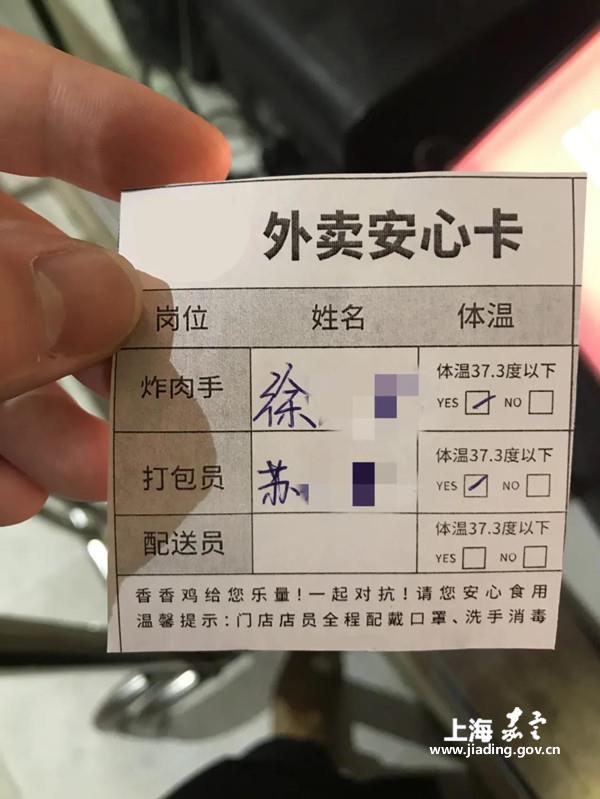 外卖安心卡
岗位 姓名 体温
炸肉手 徐 体温37.3度以下
YES NO
打包员 苏 体温37.3度以下
YES NO
配送员 体温37.3度以下
YES NO
香香鸡给您乐量!一起对抗!请您安心食用
温馨提示:门店店员全程配戴口罩、洗手消毒
上海嘉定
www.jiading.gov.cn